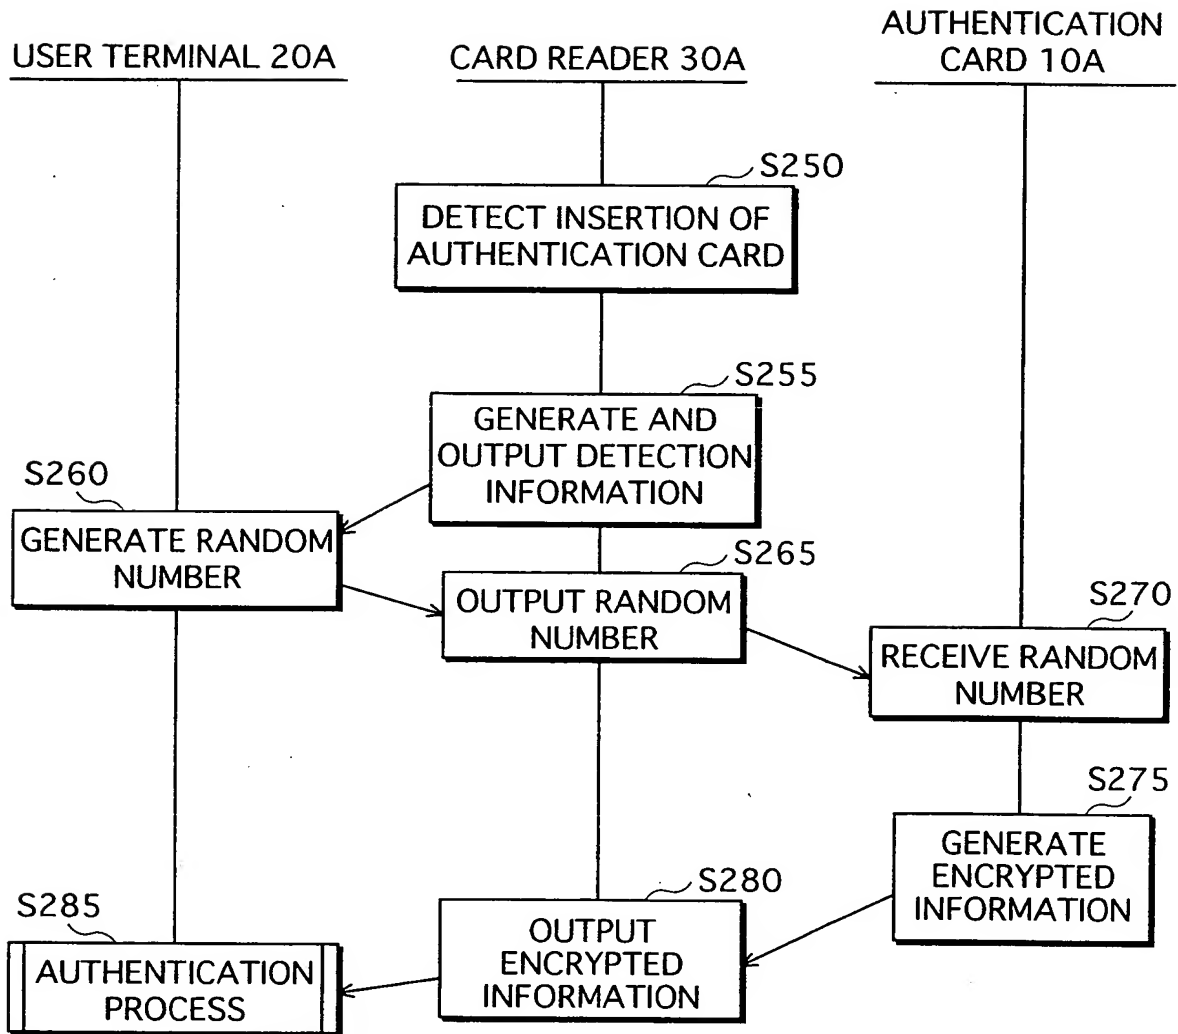 USER TERMINAL 20A
CARD READER 30A
AUTHENTICATION
CARD 10A
S250
DETECT INSERTION OF
AUTHENTICATION CARD
S255
GENERATE AND
OUTPUT DETECTION
INFORMATION
S260
GENERATE RANDOM
NUMBER
S265
OUTPUT RANDOM
NUMBER
S270
RECEIVE RANDOM
NUMBER
S275
GENERATE
ENCRYPTED
INFORMATION
S280
OUTPUT
ENCRYPTED
INFORMATION
S285
AUTHENTICATION
PROCESS